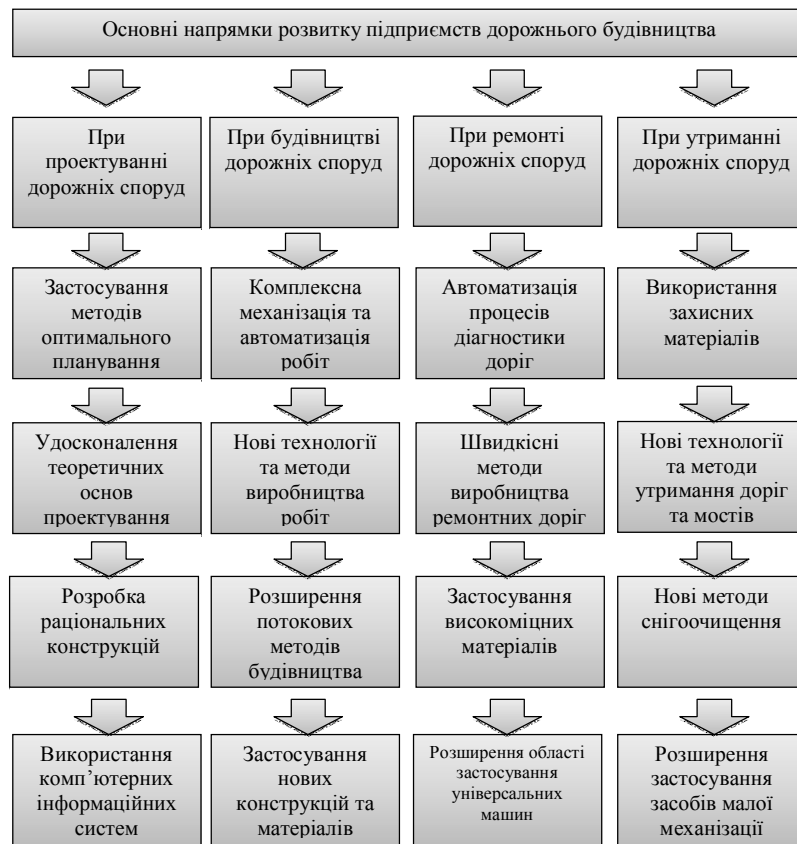 Основні напрямки розвитку підприємств дорожнього будівництва
При
проектуванні
дорожніх споруд
При будівництві
дорожніх споруд
При ремонті
дорожніх споруд
При утриманні
дорожніх споруд
Застосування
методів
оптимального
планування
Комплексна
механізація та
автоматизація
робіт
Автоматизація
процесів
діагностики
доріг
Використання
захисних
матеріалів
Удосконалення
теоретичних
основ
проектування
Нові технології
та методи
виробництва
робіт
Швидкісні
методи
виробництва
ремонтних доріг
Нові технології
та методи
утримання доріг
та мостів
Розробка
раціональних
конструкцій
Розширення
потокових
методів
будівництва
Застосування
високоміцних
матеріалів
Нові методи
снігоочищення
Використання
комп’ютерних
інформаційних
систем
Застосування
нових
конструкцій та
матеріалів
Розширення області
застосування
універсальних
машин
Розширення
застосування
засобів малої
механізації